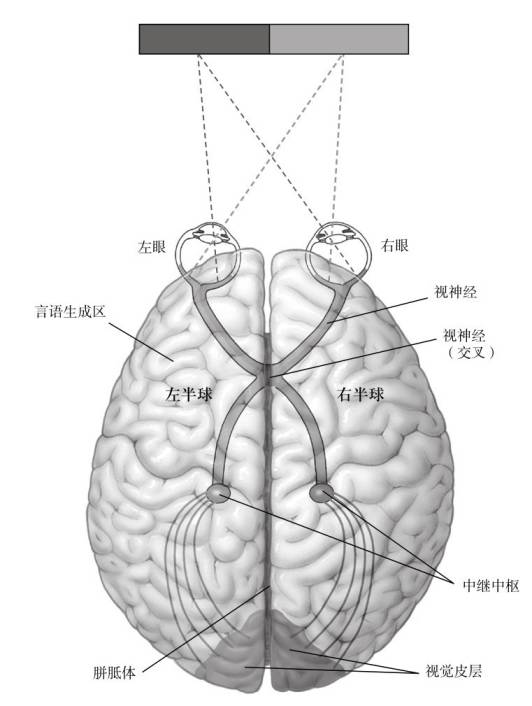 左眼
右眼
视神经
言语生成区
视神经
（交叉）
左半球
右半球
中继中枢
胼胝体
视觉皮层